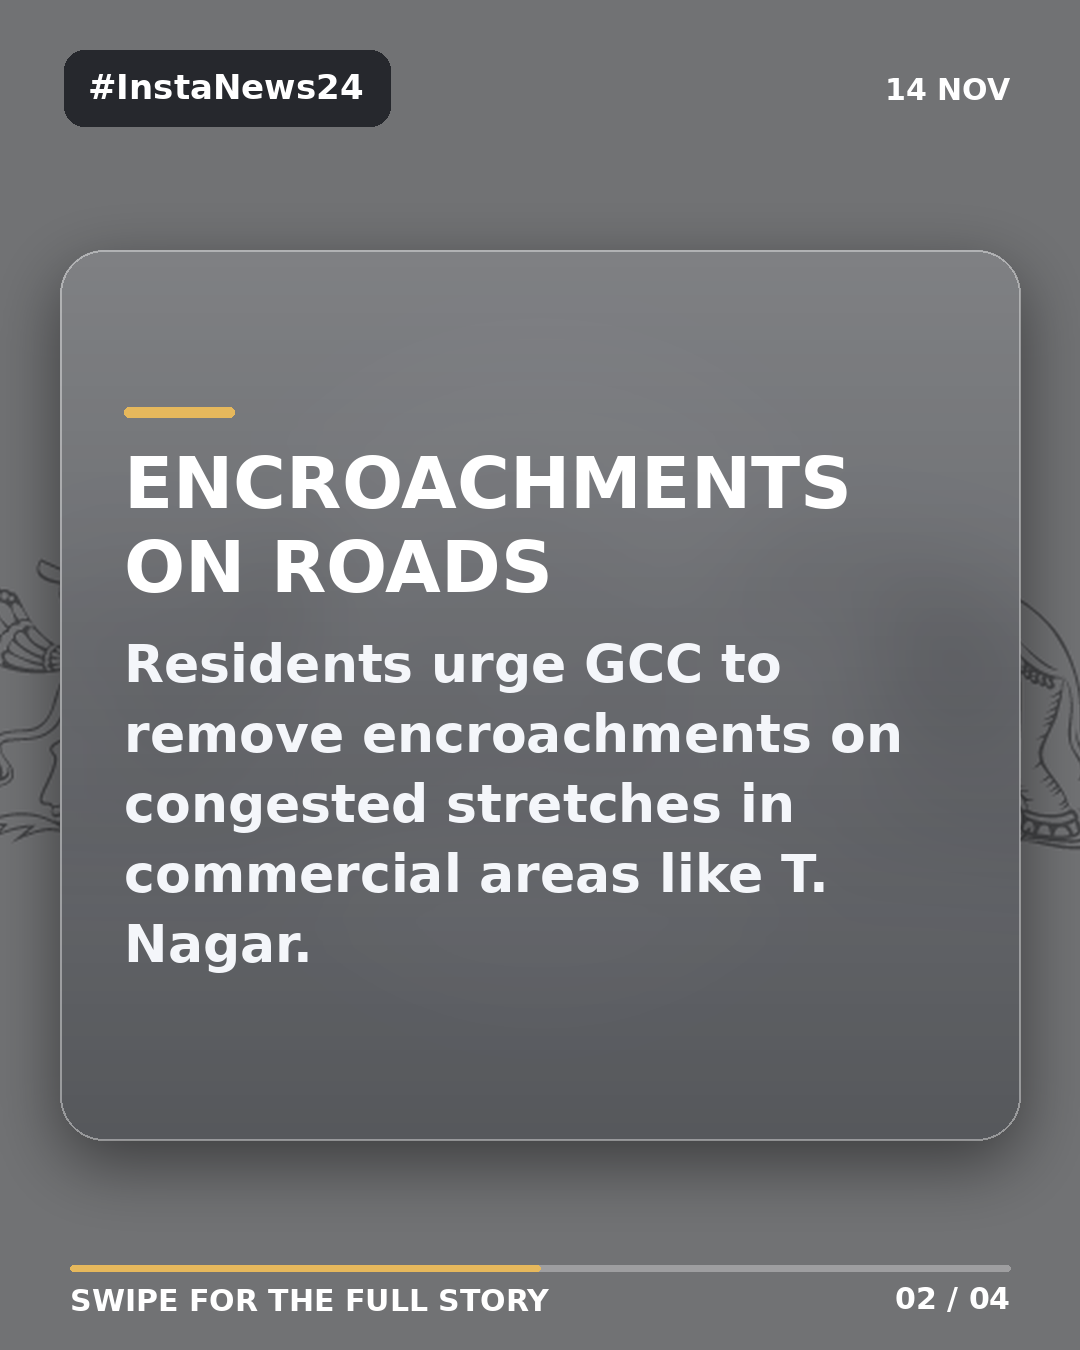 #InstaNews24
14 NOV
ENCROACHMENTS
ON ROADS
Residents urge GCC to
remove encroachments on
congested stretches in
commercial areas like T.
Nagar.
SWIPE FOR THE FULL STORY
02 / 04